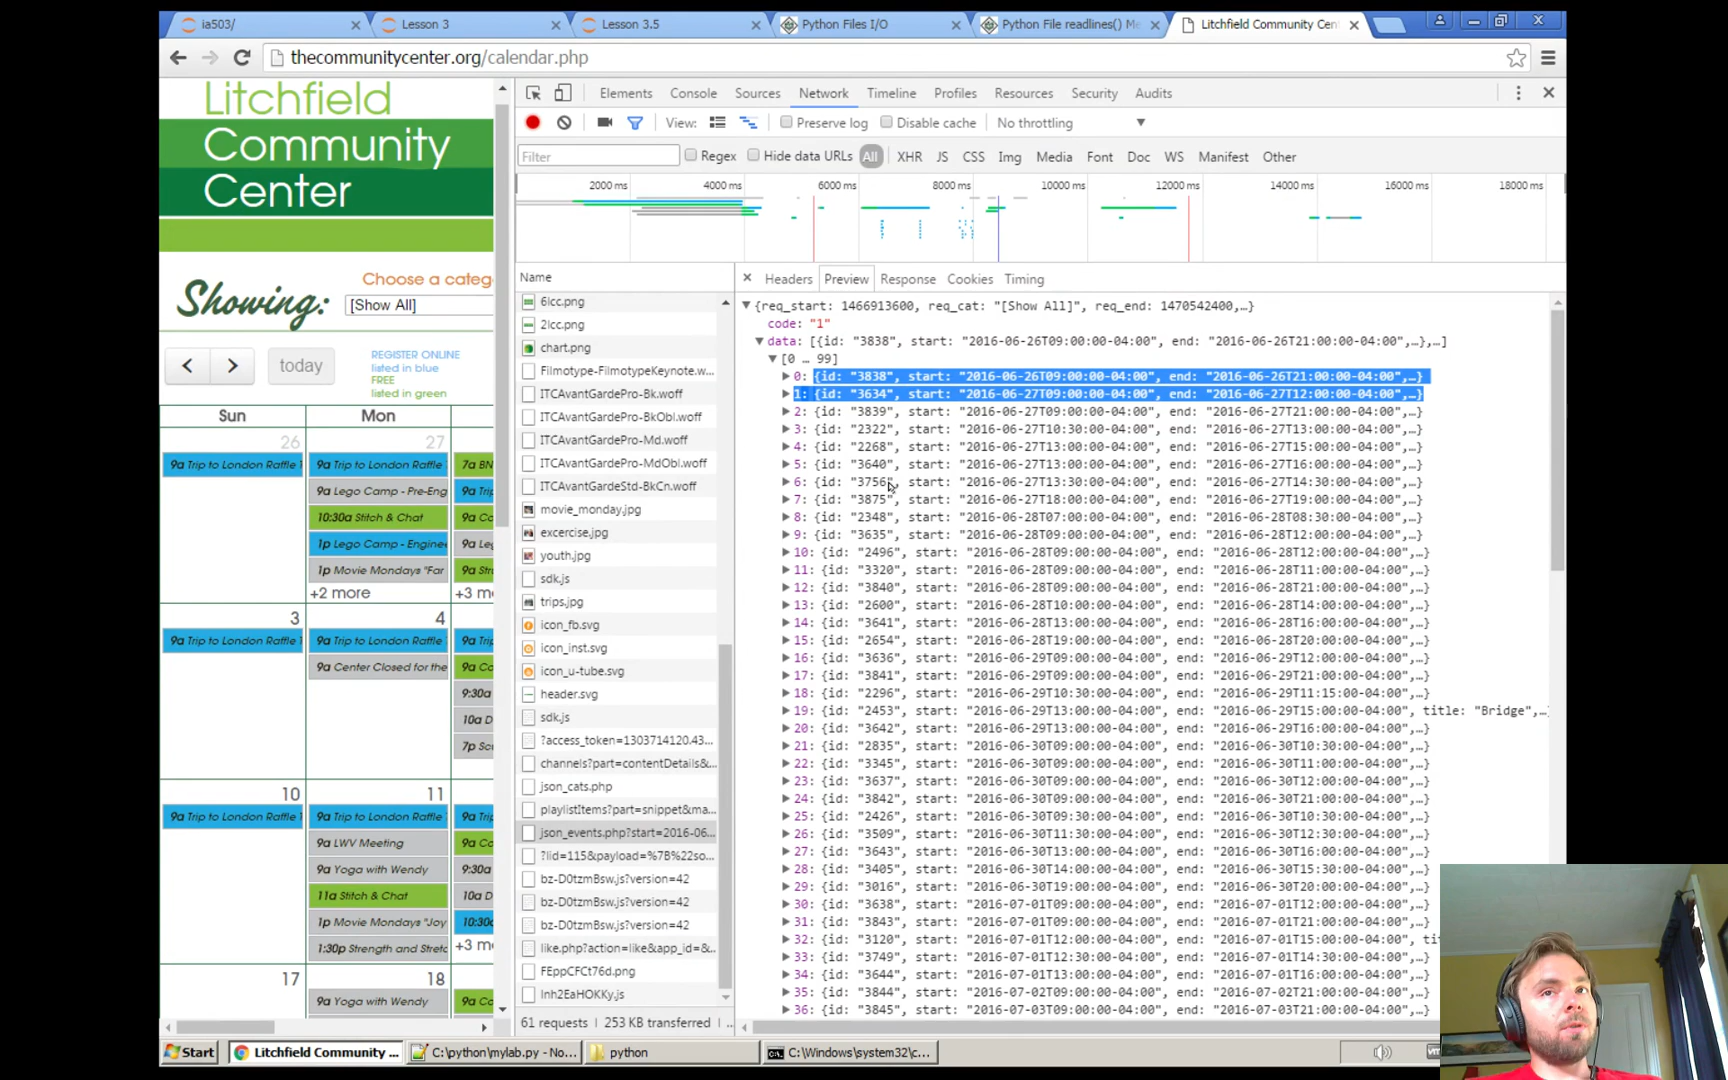 ia503/
Lesson 3
Lesson 3.5
Python Files I/O
Python File readlines() Me
Litchfield Community Cen
thecommunitycenter.org/calendar.php
Litchfield
Community
Center
Choose a categ
Showing:
[Show All]
today
REGISTER ONLINE
listed in blue
FREE
listed in green
Sun Mon
26 27
9a Trip to London Raffle 9a Trip to London Raffle 7a BN
9a Lego Camp - Pre-Eng 9a Trip
10:30a Stitch & Chat 9a Co
1p Lego Camp - Engine 9a Leg
1p Movie Mondays "Far 9a Str
+2 more +3 m
3 4
9a Trip to London Raffle 9a Trip to London Raffle 9a Trip
9a Center Closed for the 9a Co
9:30a
10a D
7p So
10 11
9a Trip to London Raffle 9a Trip to London Raffle 9a Trip
9a LWV Meeting 9a Co
9a Yoga with Wendy 9:30a
11a Stitch & Chat 10a D
1p Movie Mondays "Joy 10:30a
1:30p Strength and Stretc +3 m
17 18
9a Yoga with Wendy 9a Co
Elements Console Sources Network Timeline Profiles Resources Security Audits
View: Preserve log Disable cache No throttling
Filter Regex Hide data URLs All XHR JS CSS Img Media Font Doc WS Manifest Other
2000 ms 4000 ms 6000 ms 8000 ms 10000 ms 12000 ms 14000 ms 16000 ms 18000 ms
Name
6icc.png
2icc.png
chart.png
Filmotype-FilmotypeKeynote.w...
ITCAvantGardePro-Bk.woff
ITCAvantGardePro-BkObl.woff
ITCAvantGardePro-Md.woff
ITCAvantGardePro-MdObl.woff
ITCAvantGardeStd-BkCn.woff
movie_monday.jpg
excercise.jpg
youth.jpg
sdk.js
trips.jpg
icon_fb.svg
icon_inst.svg
icon_u-tube.svg
header.svg
sdk.js
?access_token=1303714120.43...
channels?part=contentDetails&...
json_cats.php
playlistItems?part=snippet&ma...
json_events.php?start=2016-06...
?lid=115&payload=%7B%22so...
bz-D0tzmBsw.js?version=42
bz-D0tzmBsw.js?version=42
bz-D0tzmBsw.js?version=42
like.php?action=like&app_id=&...
FEppCFCt76d.png
lnh2EaHOKKy.js
61 requests | 253 KB transferred | ..
Headers Preview Response Cookies Timing
{req_start: 1466913600, req_cat: "[Show All]", req_end: 1470542400,…}
code: "1"
data: [{id: "3838", start: "2016-06-26T09:00:00-04:00", end: "2016-06-26T21:00:00-04:00",…},…]
[0 … 99]
0: {id: "3838", start: "2016-06-26T09:00:00-04:00", end: "2016-06-26T21:00:00-04:00",…}
1: {id: "3634", start: "2016-06-27T09:00:00-04:00", end: "2016-06-27T12:00:00-04:00",…}
2: {id: "3839", start: "2016-06-27T09:00:00-04:00", end: "2016-06-27T21:00:00-04:00",…}
3: {id: "2322", start: "2016-06-27T10:30:00-04:00", end: "2016-06-27T13:00:00-04:00",…}
4: {id: "2268", start: "2016-06-27T13:00:00-04:00", end: "2016-06-27T15:00:00-04:00",…}
5: {id: "3640", start: "2016-06-27T13:00:00-04:00", end: "2016-06-27T16:00:00-04:00",…}
6: {id: "3756", start: "2016-06-27T13:30:00-04:00", end: "2016-06-27T14:30:00-04:00",…}
7: {id: "3875", start: "2016-06-27T18:00:00-04:00", end: "2016-06-27T19:00:00-04:00",…}
8: {id: "2348", start: "2016-06-28T07:00:00-04:00", end: "2016-06-28T08:30:00-04:00",…}
9: {id: "3635", start: "2016-06-28T09:00:00-04:00", end: "2016-06-28T12:00:00-04:00",…}
10: {id: "2496", start: "2016-06-28T09:00:00-04:00", end: "2016-06-28T12:00:00-04:00",…}
11: {id: "3320", start: "2016-06-28T09:00:00-04:00", end: "2016-06-28T11:00:00-04:00",…}
12: {id: "3840", start: "2016-06-28T09:00:00-04:00", end: "2016-06-28T21:00:00-04:00",…}
13: {id: "2600", start: "2016-06-28T10:00:00-04:00", end: "2016-06-28T14:00:00-04:00",…}
14: {id: "3641", start: "2016-06-28T13:00:00-04:00", end: "2016-06-28T16:00:00-04:00",…}
15: {id: "2654", start: "2016-06-28T19:00:00-04:00", end: "2016-06-28T20:00:00-04:00",…}
16: {id: "3636", start: "2016-06-29T09:00:00-04:00", end: "2016-06-29T12:00:00-04:00",…}
17: {id: "3841", start: "2016-06-29T09:00:00-04:00", end: "2016-06-29T21:00:00-04:00",…}
18: {id: "2296", start: "2016-06-29T10:30:00-04:00", end: "2016-06-29T11:15:00-04:00",…}
19: {id: "2453", start: "2016-06-29T13:00:00-04:00", end: "2016-06-29T15:00:00-04:00", title: "Bridge",…
20: {id: "3642", start: "2016-06-29T13:00:00-04:00", end: "2016-06-29T16:00:00-04:00",…}
21: {id: "2835", start: "2016-06-30T09:00:00-04:00", end: "2016-06-30T10:30:00-04:00",…}
22: {id: "3345", start: "2016-06-30T09:00:00-04:00", end: "2016-06-30T11:00:00-04:00",…}
23: {id: "3637", start: "2016-06-30T09:00:00-04:00", end: "2016-06-30T12:00:00-04:00",…}
24: {id: "3842", start: "2016-06-30T09:00:00-04:00", end: "2016-06-30T21:00:00-04:00",…}
25: {id: "2426", start: "2016-06-30T09:00:00-04:00", end: "2016-06-30T10:30:00-04:00",…}
26: {id: "3509", start: "2016-06-30T11:30:00-04:00", end: "2016-06-30T12:30:00-04:00",…}
27: {id: "3643", start: "2016-06-30T13:00:00-04:00", end: "2016-06-30T16:00:00-04:00",…}
28: {id: "3405", start: "2016-06-30T14:00:00-04:00", end: "2016-06-30T15:30:00-04:00",…}
29: {id: "3016", start: "2016-06-30T19:00:00-04:00", end: "2016-06-30T20:00:00-04:00",…}
30: {id: "3638", start: "2016-07-01T09:00:00-04:00", end: "2016-07-01T12:00:00-04:00",…}
31: {id: "3843", start: "2016-07-01T09:00:00-04:00", end: "2016-07-01T21:00:00-04:00",…}
32: {id: "3120", start: "2016-07-01T12:00:00-04:00", end: "2016-07-01T15:00:00-04:00", tit
33: {id: "3749", start: "2016-07-01T12:30:00-04:00", end: "2016-07-01T14:30:00-04:00",…}
34: {id: "3644", start: "2016-07-01T13:00:00-04:00", end: "2016-07-01T16:00:00-04:00",…}
35: {id: "3844", start: "2016-07-02T09:00:00-04:00", end: "2016-07-02T21:00:00-04:00",…}
36: {id: "3845", start: "2016-07-03T09:00:00-04:00", end: "2016-07-03T21:00:00-04:00",…}
Start Litchfield Community ... C:\python\mylab.py - No... python C:\Windows\system32\c...